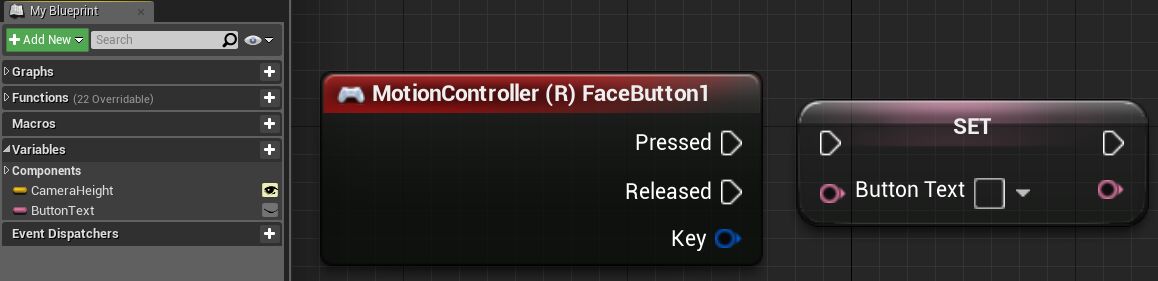 My Blueprint
Add New
Search
Graphs
Functions (22 Overridable)
Macros
Variables
Components
CameraHeight
ButtonText
Event Dispatchers
MotionController (R) FaceButton1
Pressed
Released
Key
SET
Button Text